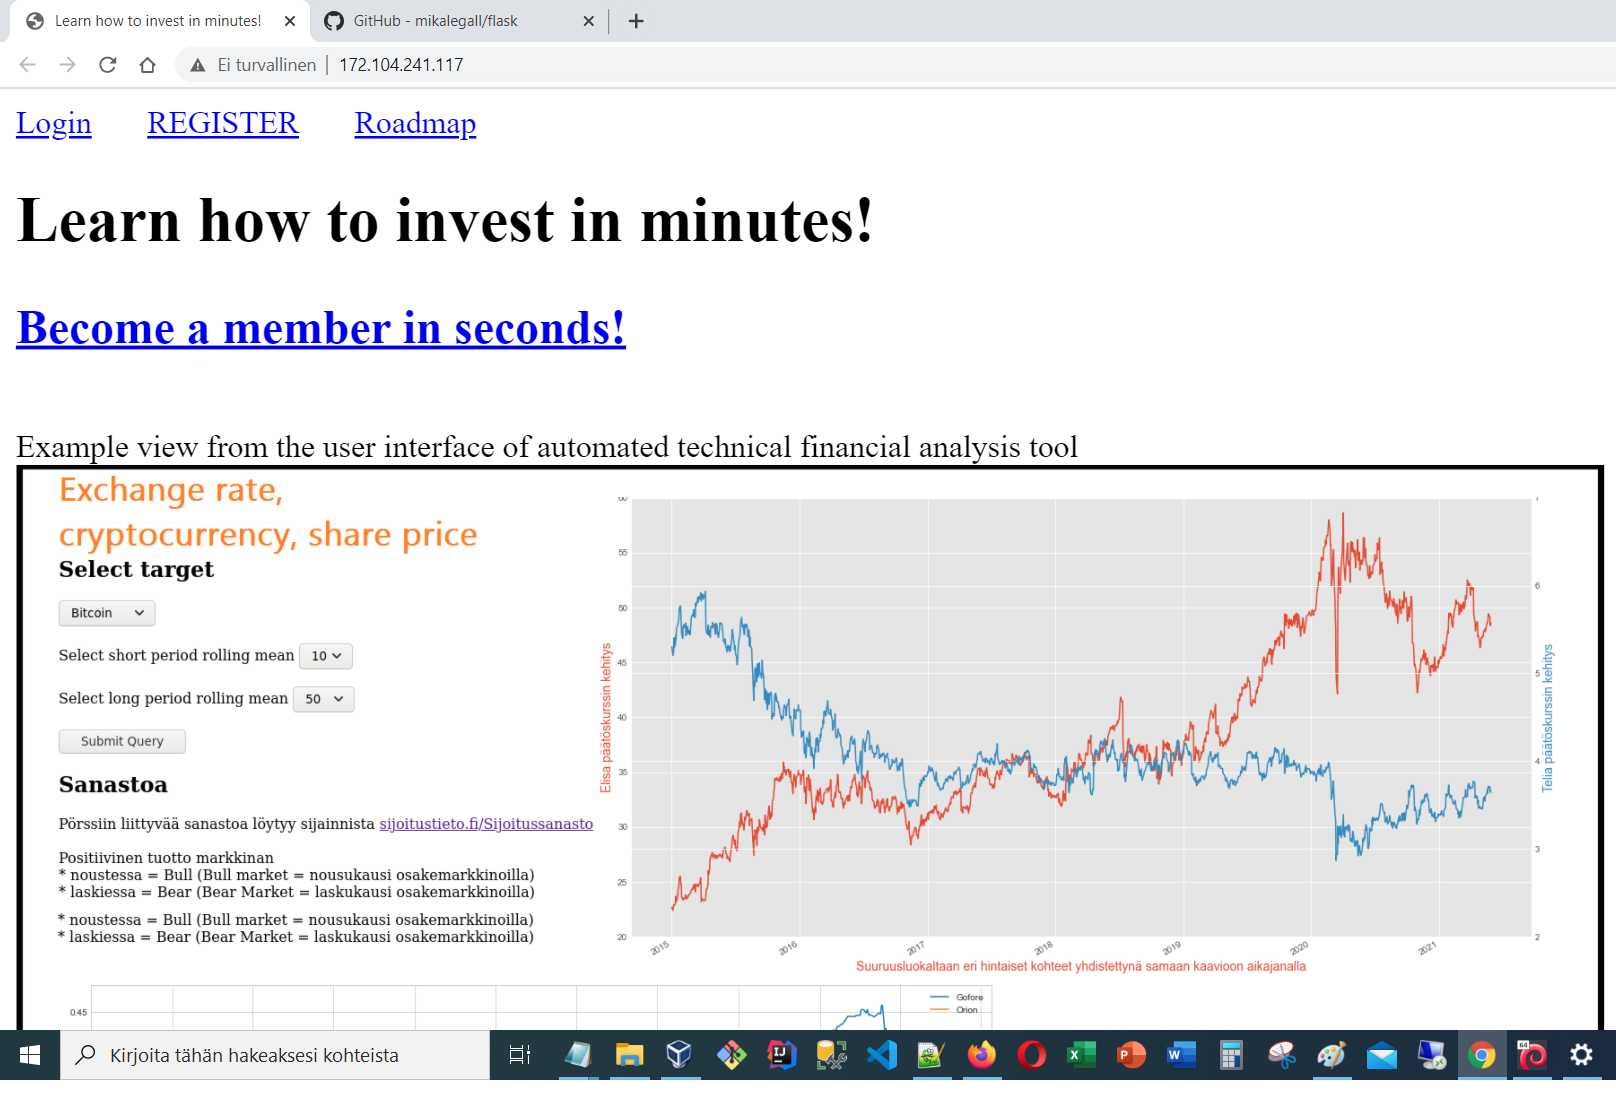 Learn how to invest in minutes!
GitHub - mikalegall/flask
Ei turvallinen
172.104.241.117
Login REGISTER Roadmap
Learn how to invest in minutes!
Become a member in seconds!
Example view from the user interface of automated technical financial analysis tool
Exchange rate,
cryptocurrency, share price
Select target
Bitcoin
Select short period rolling mean 10
Select long period rolling mean 50
Submit Query
Sanastoa
Pörssiin liittyvää sanastoa löytyy sijainnista sijoitustieto.fi/Sijoitussanasto
Positiivinen tuotto markkinan
* noustessa = Bull (Bull market = nousukausi osakemarkkinoilla)
* laskiessa = Bear (Bear Market = laskukausi osakemarkkinoilla)
* noustessa = Bull (Bull market = nousukausi osakemarkkinoilla)
* laskiessa = Bear (Bear Market = laskukausi osakemarkkinoilla)
Elisa päätöskurssin kehitys
55
50
45
40
35
30
25
20
6
5
4
3
2
Telia päätöskurssin kehitys
2015 2016 2017 2018 2019 2020 2021
Suuruusluokaltaan eri hintaiset kohteet yhdistettynä samaan kaavioon aikajanalla
0.45
Gofore
Orion
Kirjoita tähän hakeaksesi kohteista
64